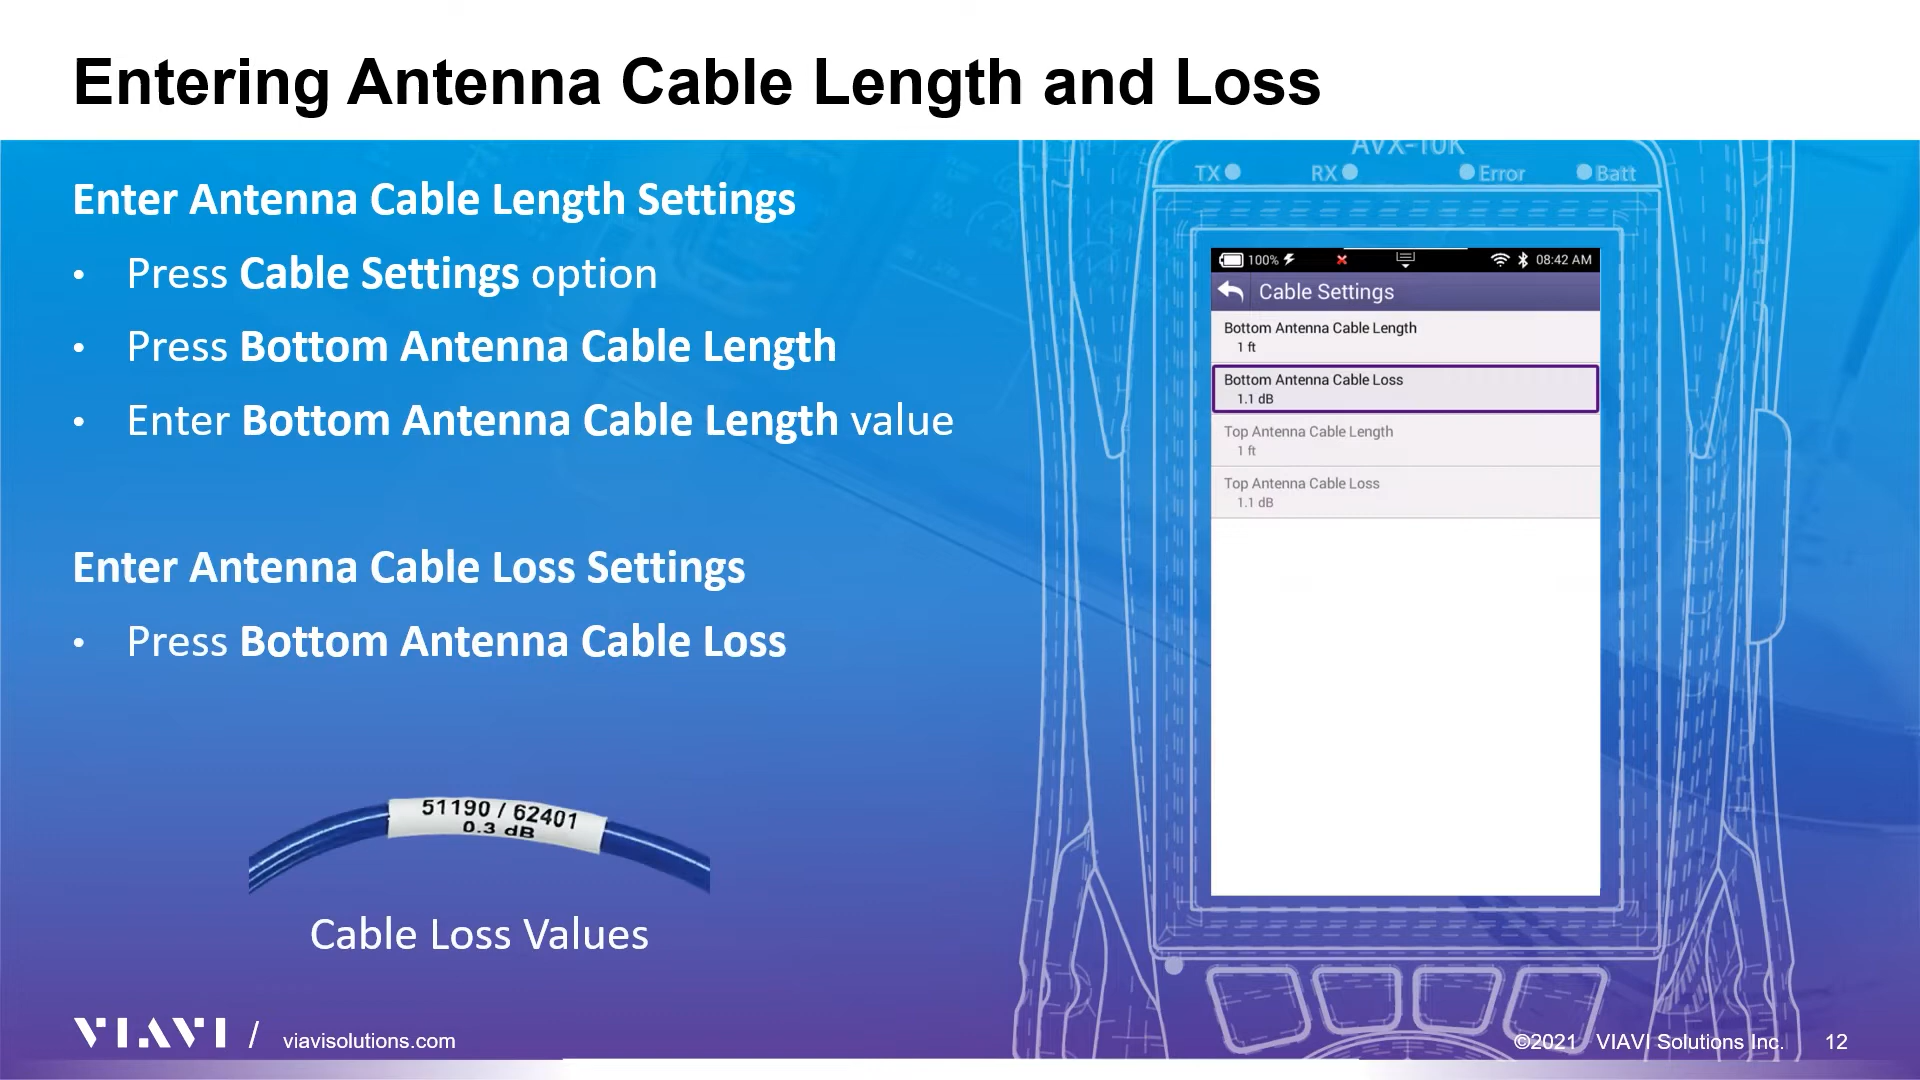 Entering Antenna Cable Length and Loss
Enter Antenna Cable Length Settings
• Press Cable Settings option
• Press Bottom Antenna Cable Length
• Enter Bottom Antenna Cable Length value
Enter Antenna Cable Loss Settings
• Press Bottom Antenna Cable Loss
51190 / 62401
0.3 dB
Cable Loss Values
AVX-10K
TX RX Error Batt
100% 08:42 AM
Cable Settings
Bottom Antenna Cable Length
1 ft
Bottom Antenna Cable Loss
1.1 dB
Top Antenna Cable Length
1 ft
Top Antenna Cable Loss
1.1 dB
VIAVI / viavisolutions.com
©2021 VIAVI Solutions Inc. 12